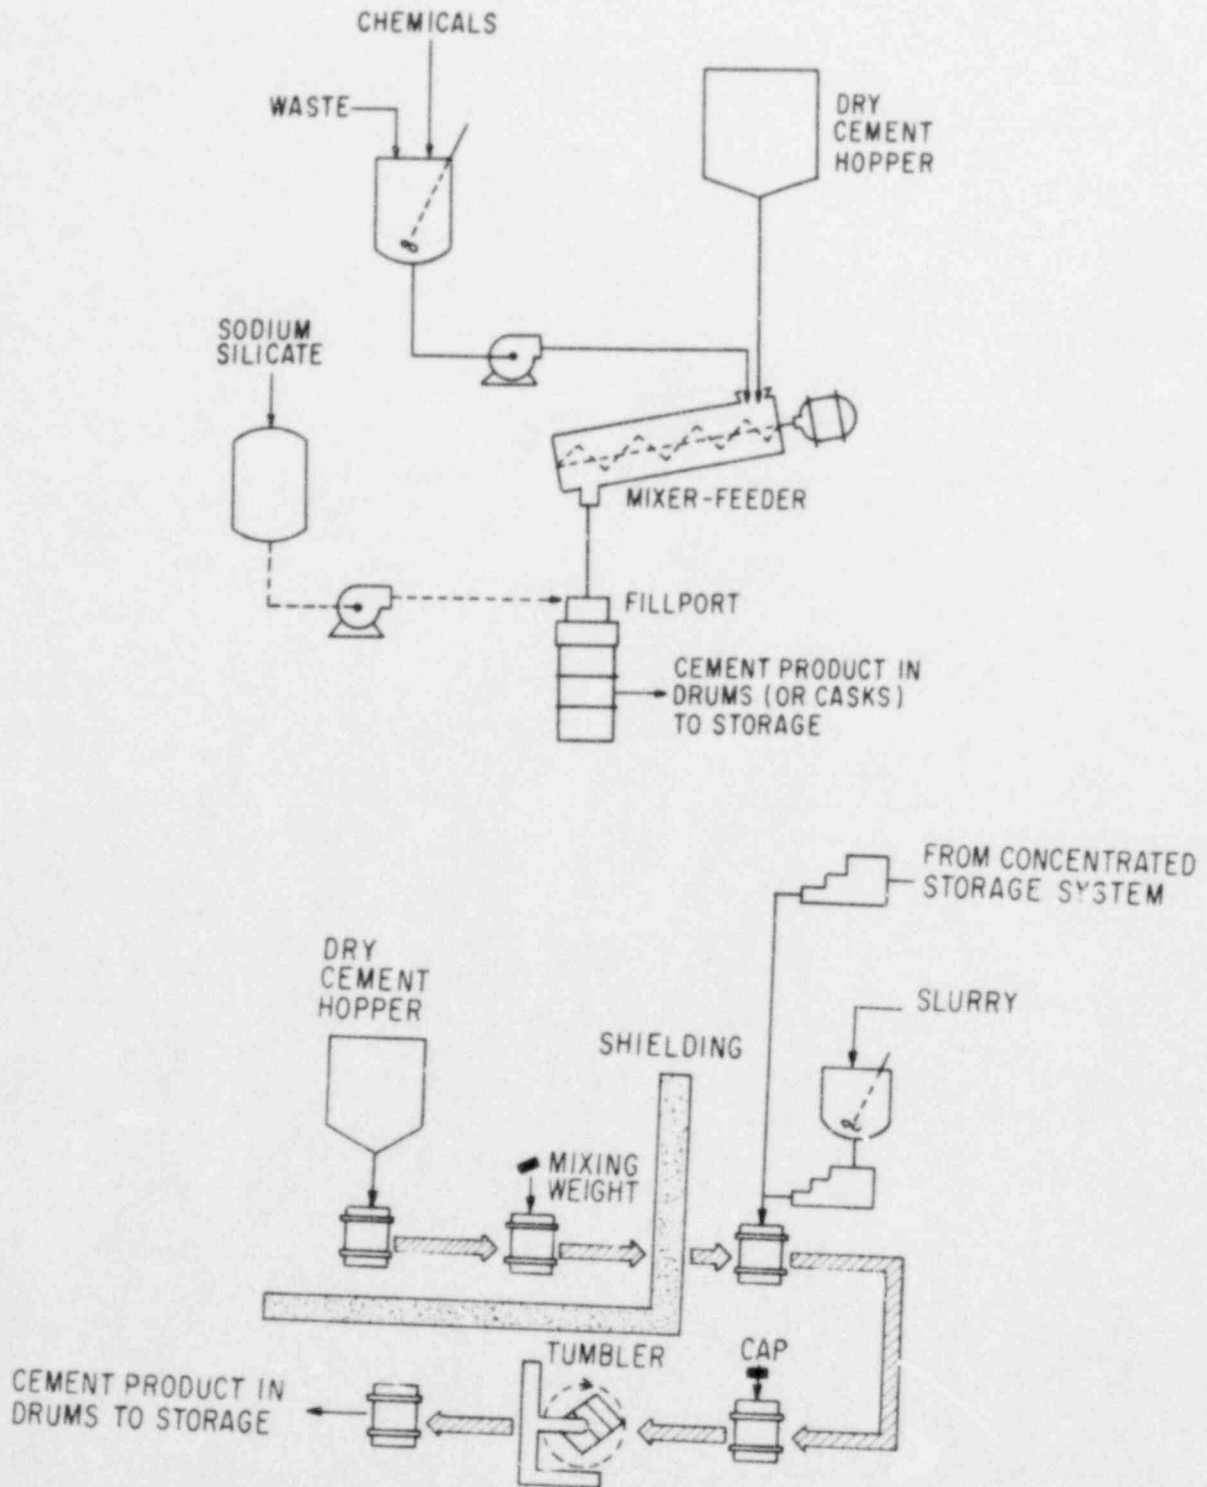 CHEMICALS
WASTE
DRY
CEMENT
HOPPER
SODIUM
SILICATE
MIXER-FEEDER
FILLPORT
CEMENT PRODUCT IN
DRUMS (OR CASKS)
TO STORAGE
FROM CONCENTRATED
STORAGE SYSTEM
DRY
CEMENT
HOPPER
SLURRY
SHIELDING
MIXING
WEIGHT
TUMBLER
CAP
CEMENT PRODUCT IN
DRUMS TO STORAGE